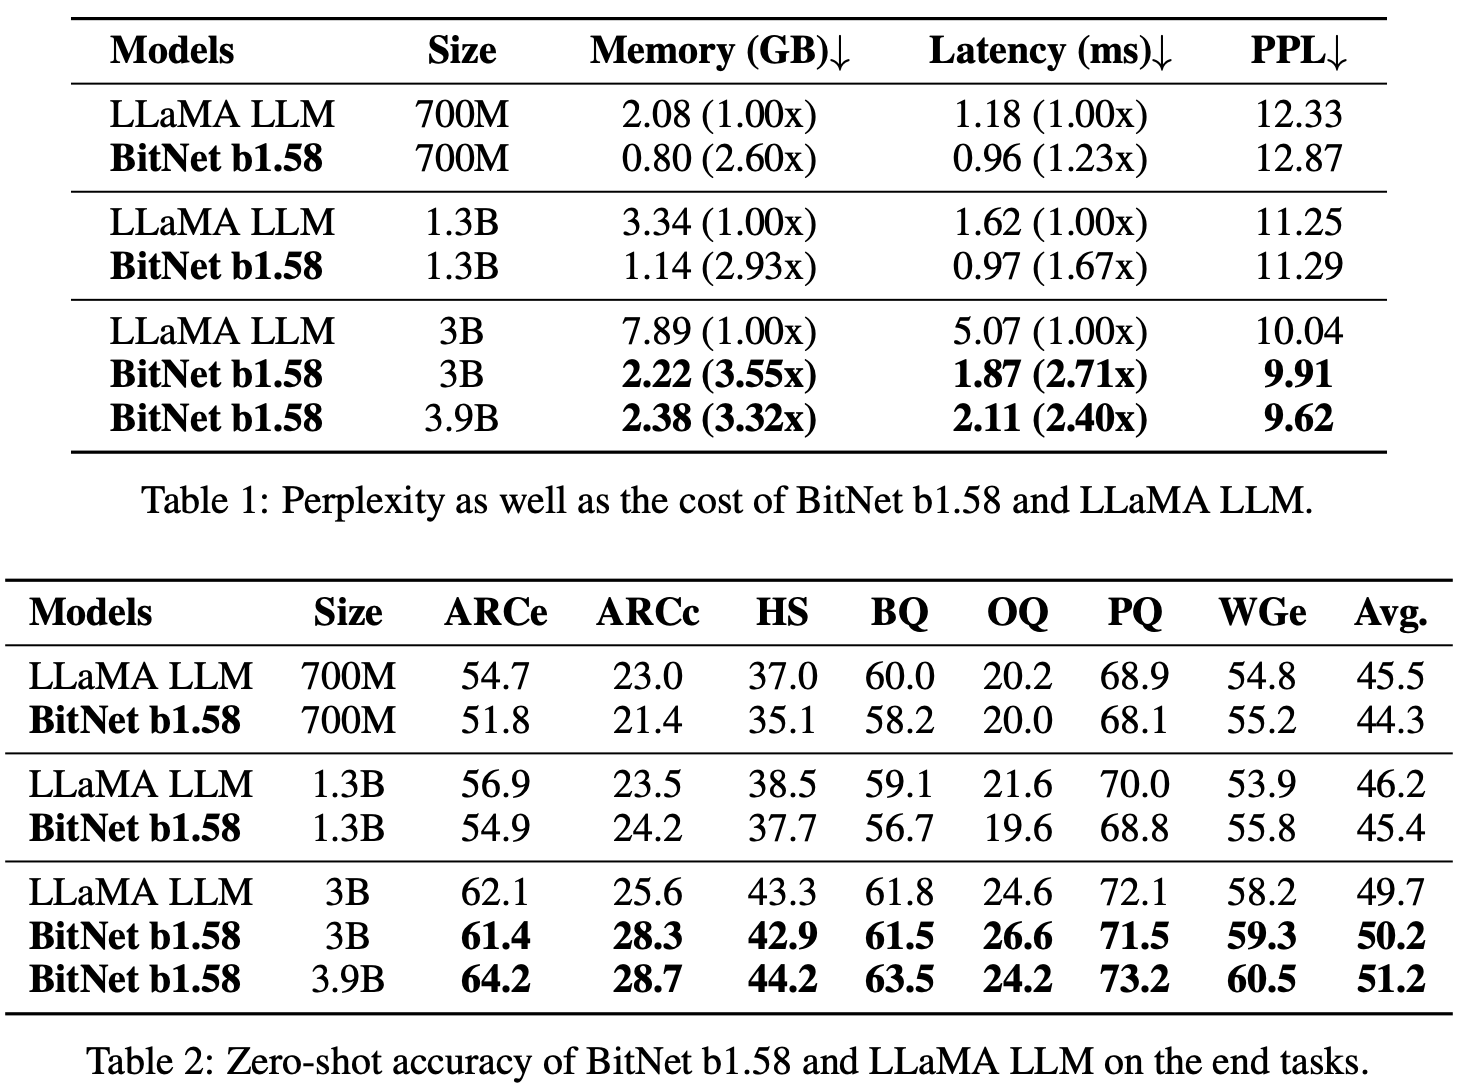 Models Size Memory (GB)↓ Latency (ms)↓ PPL↓
LLaMA LLM 700M 2.08 (1.00x) 1.18 (1.00x) 12.33
BitNet b1.58 700M 0.80 (2.60x) 0.96 (1.23x) 12.87
LLaMA LLM 1.3B 3.34 (1.00x) 1.62 (1.00x) 11.25
BitNet b1.58 1.3B 1.14 (2.93x) 0.97 (1.67x) 11.29
LLaMA LLM 3B 7.89 (1.00x) 5.07 (1.00x) 10.04
BitNet b1.58 3B 2.22 (3.55x) 1.87 (2.71x) 9.91
BitNet b1.58 3.9B 2.38 (3.32x) 2.11 (2.40x) 9.62
Table 1: Perplexity as well as the cost of BitNet b1.58 and LLaMA LLM.
Models Size ARCe ARCc HS BQ OQ PQ WGe Avg.
LLaMA LLM 700M 54.7 23.0 37.0 60.0 20.2 68.9 54.8 45.5
BitNet b1.58 700M 51.8 21.4 35.1 58.2 20.0 68.1 55.2 44.3
LLaMA LLM 1.3B 56.9 23.5 38.5 59.1 21.6 70.0 53.9 46.2
BitNet b1.58 1.3B 54.9 24.2 37.7 56.7 19.6 68.8 55.8 45.4
LLaMA LLM 3B 62.1 25.6 43.3 61.8 24.6 72.1 58.2 49.7
BitNet b1.58 3B 61.4 28.3 42.9 61.5 26.6 71.5 59.3 50.2
BitNet b1.58 3.9B 64.2 28.7 44.2 63.5 24.2 73.2 60.5 51.2
Table 2: Zero-shot accuracy of BitNet b1.58 and LLaMA LLM on the end tasks.